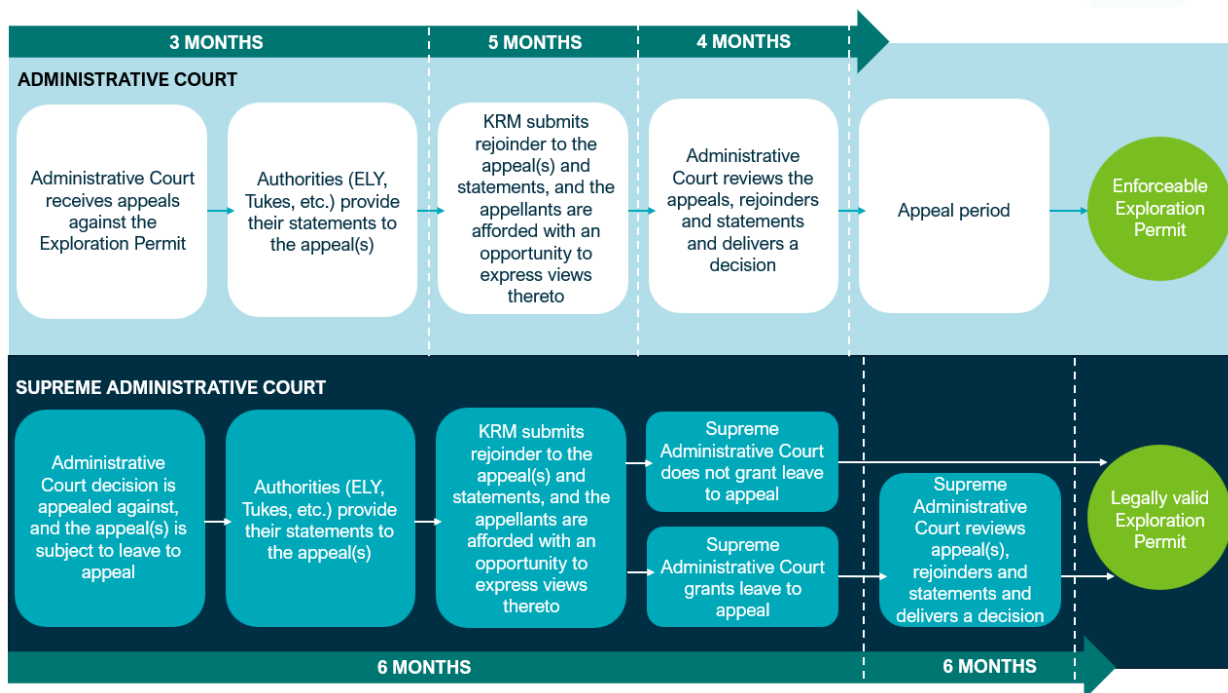 3 MONTHS
5 MONTHS
4 MONTHS
ADMINISTRATIVE COURT
Administrative Court
receives appeals
against the
Exploration Permit
Authorities (ELY,
Tukes, etc.) provide
their statements to
the appeal(s)
KRM submits
rejoinder to the
appeal(s) and
statements, and the
appellants are
afforded with an
opportunity to
express views
thereto
Administrative
Court reviews the
appeals, rejoinders
and statements
and delivers a
decision
Appeal period
Enforceable
Exploration
Permit
SUPREME ADMINISTRATIVE COURT
Administrative
Court decision is
appealed against,
and the appeal(s) is
subject to leave to
appeal
Authorities (ELY,
Tukes, etc.) provide
their statements to
the appeal(s)
KRM submits
rejoinder to the
appeal(s) and
statements, and the
appellants are
afforded with an
opportunity to
express views
thereto
Supreme
Administrative Court
does not grant leave
to appeal
Supreme
Administrative Court
grants leave to
appeal
Supreme
Administrative
Court reviews
appeal(s),
rejoinders and
statements and
delivers a decision
Legally valid
Exploration
Permit
6 MONTHS
6 MONTHS